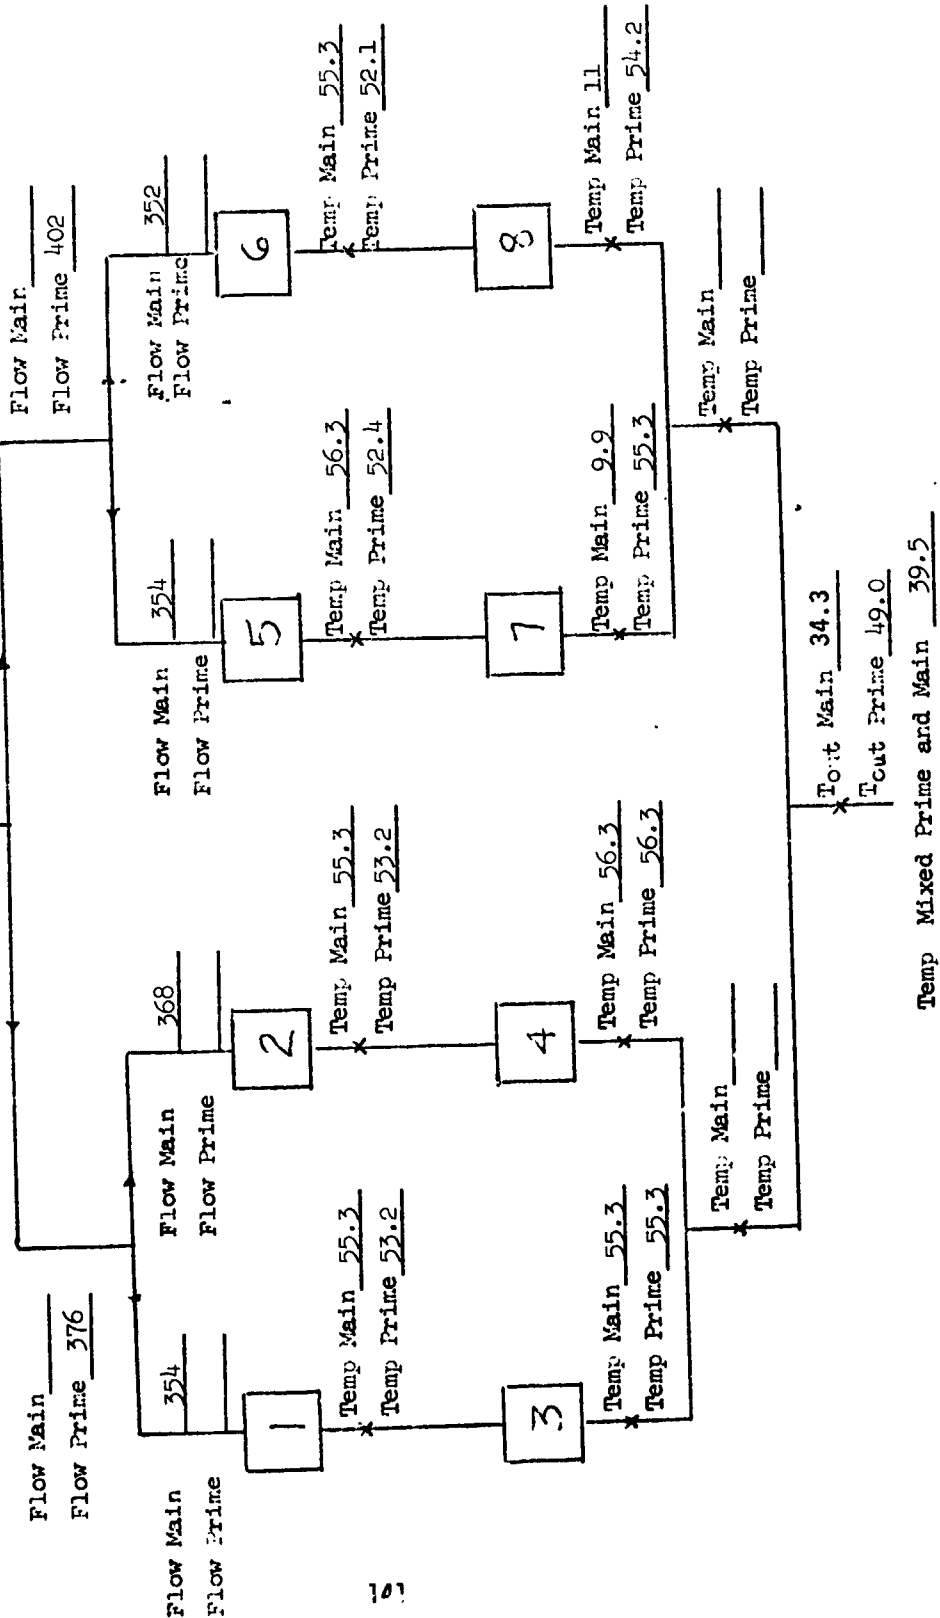 Flow Main
Flow Prime 376
Flow Main
Flow Prime 402
Flow Main 354
Flow Prime
Flow Main 368
Flow Prime
Flow Main 354
Flow Prime
Flow Main 352
Flow Prime
1
2
5
6
Temp Main 55.3
Temp Prime 53.2
Temp Main 55.3
Temp Prime 53.2
Temp Main 56.3
Temp Prime 52.4
Temp Main 55.3
Temp Prime 52.1
3
4
7
8
Temp Main 55.3
Temp Prime 55.3
Temp Main 56.3
Temp Prime 56.3
Temp Main 9.9
Temp Prime 55.3
Temp Main 11
Temp Prime 54.2
Temp Main
Temp Prime
Temp Main
Temp Prime
Tout Main 34.3
Tout Prime 49.0
Temp Mixed Prime and Main 39.5
101